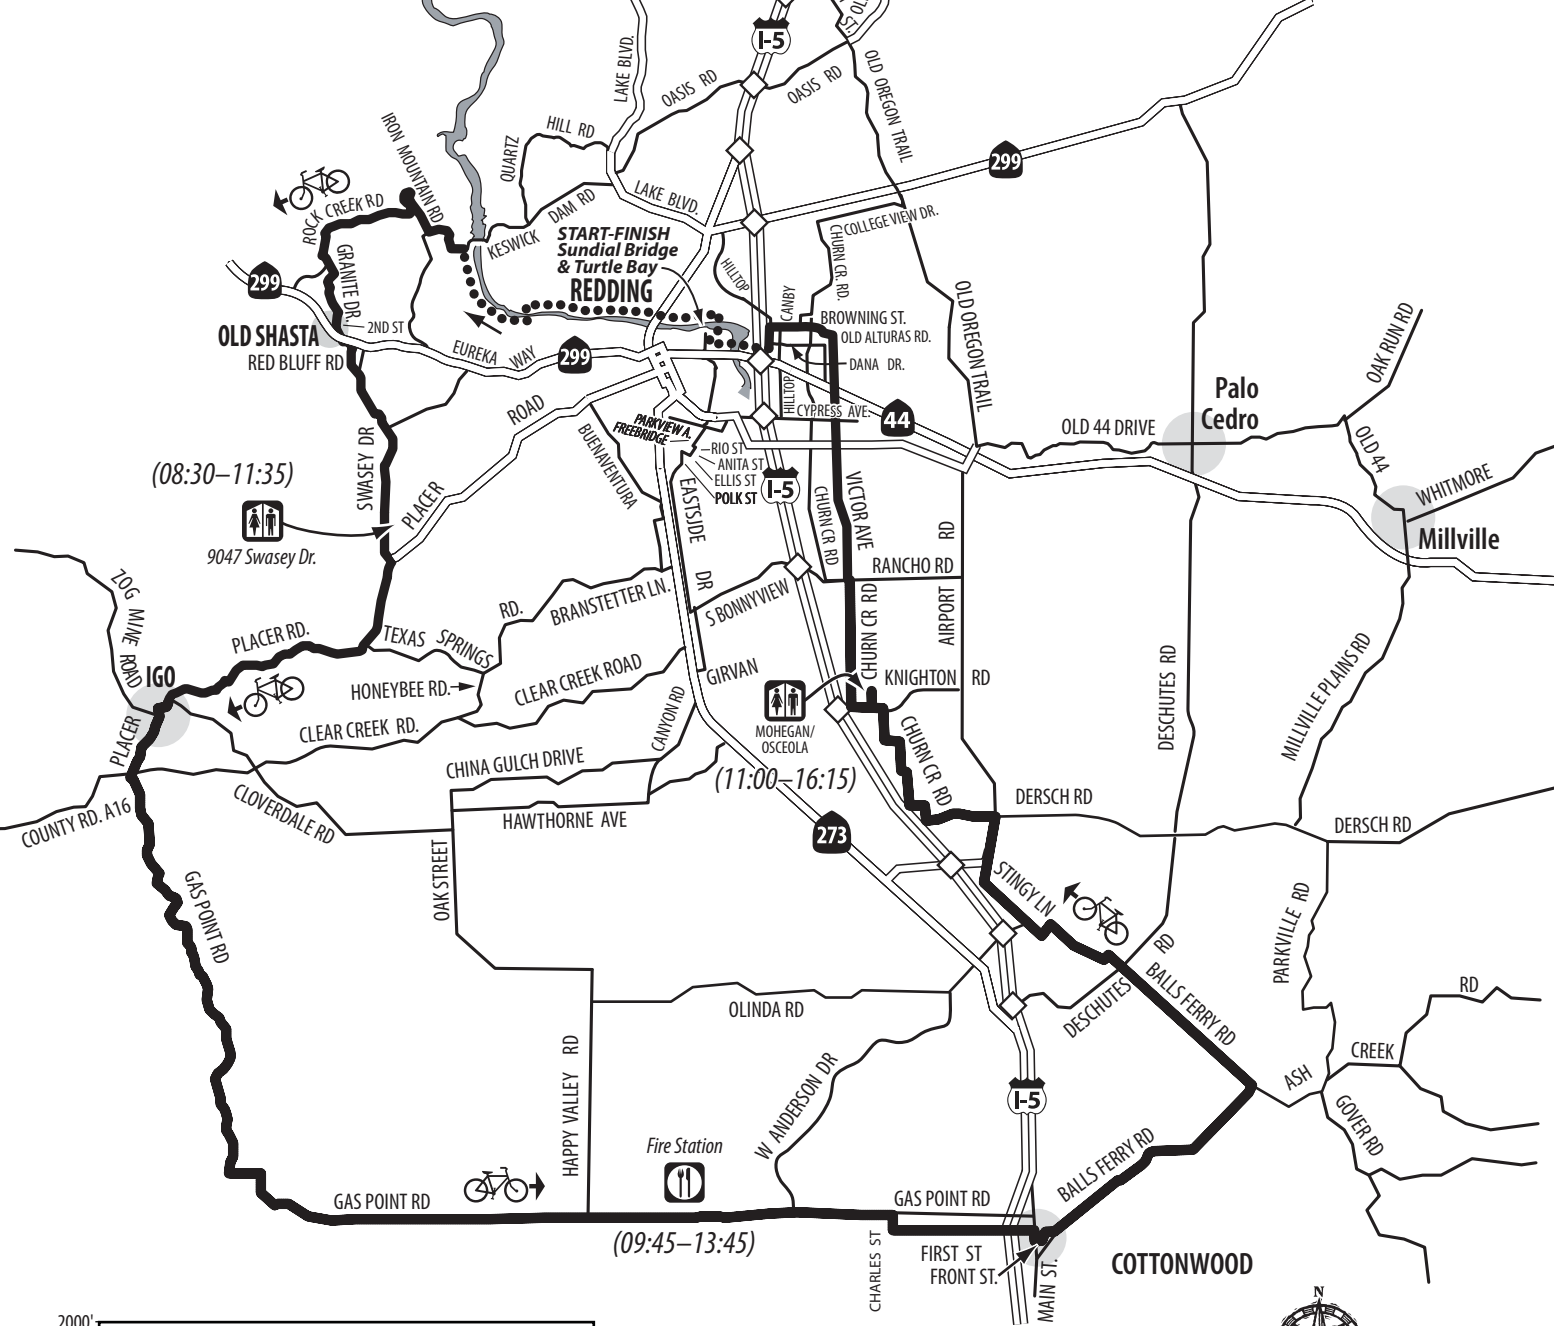 ST.
OL
I-5
LAKE BLVD.
OASIS RD
OASIS RD
OLD OREGON TRAIL
IRON MOUNTAIN RD
HILL RD
QUARTZ
299
ROCK CREEK RD
DAM RD
LAKE BLVD.
KESWICK
COLLEGE VIEW DR.
CHURN CR. RD.
START-FINISH
Sundial Bridge
& Turtle Bay
REDDING
HILLTOP
CANBY
299
GRANITE DR.
OLD SHASTA
2ND ST
RED BLUFF RD
EUREKA WAY
299
BROWNING ST.
OLD ALTURAS RD.
DANA DR.
OLD OREGON TRAIL
OAK RUN RD
HILLTOP
CYPRESS AVE.
44
Palo
Cedro
OLD 44 DRIVE
OLD 44
WHITMORE
Millville
ROAD
PLACER
BUENAVENTURA
PARKVIEW A.
FREEBRIDGE
RIO ST
ANITA ST
ELLIS ST
POLK ST
I-5
SWASEY DR
(08:30–11:35)
9047 Swasey Dr.
EASTSIDE DR
CHURN CR RD
VICTOR AVE
RANCHO RD
AIRPORT RD
ZOG MINE ROAD
PLACER RD.
TEXAS SPRINGS RD.
BRANSTETTER LN.
S BONNYVIEW
CHURN CR RD
IGO
HONEYBEE RD.
CLEAR CREEK ROAD
GIRVAN
KNIGHTON RD
DESCHUTES RD
MILLVILLE PLAINS RD
PLACER
CLEAR CREEK RD.
CANYON RD
MOHEGAN/
OSCEOLA
(11:00–16:15)
CHURN CR RD
CHINA GULCH DRIVE
COUNTY RD. A16
CLOVERDALE RD
HAWTHORNE AVE
273
DERSCH RD
DERSCH RD
OAK STREET
GAS POINT RD
STINGY LN
PARKVILLE RD
OLINDA RD
DESCHUTES RD
BALLS FERRY RD
RD
CREEK
ASH
GOVER RD
HAPPY VALLEY RD
W ANDERSON DR
I-5
Fire Station
GAS POINT RD
(09:45–13:45)
GAS POINT RD
BALLS FERRY RD
CHARLES ST
FIRST ST
FRONT ST.
MAIN ST.
COTTONWOOD
N
2000'